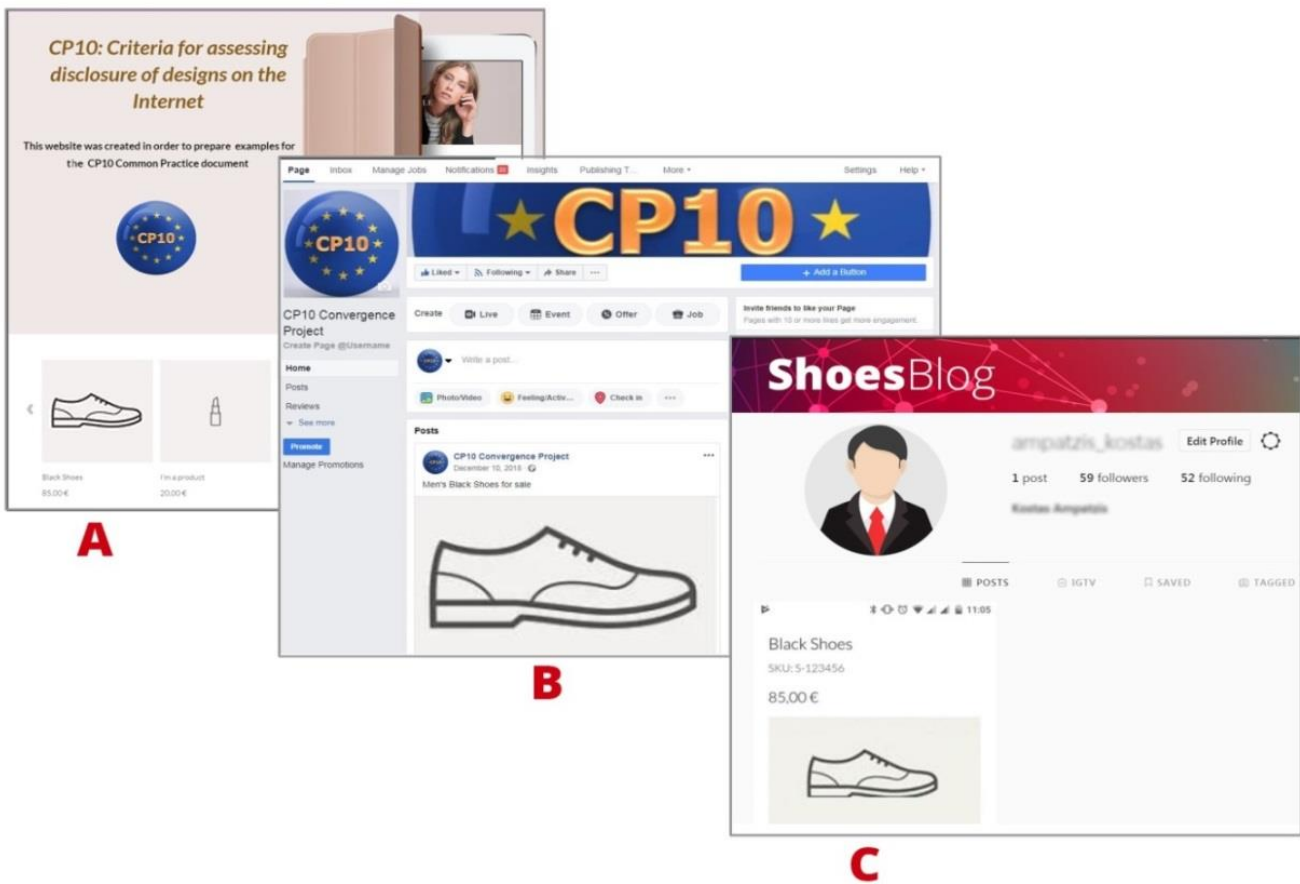 CP10: Criteria for assessing
disclosure of designs on the
Internet
This website was created in order to prepare examples for
the CP10 Common Practice document
CP10
Black Shoes
85.00 €
I'm a product
20.00 €
A
Page Inbox Manage Jobs Notifications Insights Publishing T... More Settings Help
CP10
CP10
Liked Following Share ...
+ Add a Button
CP10 Convergence
Project
Create Page @Username
Home
Posts
Reviews
See more
Promote
Manage Promotions
Create Live Event Offer Job
Invite friends to like your Page
Pages with 10 or more likes get more engagement.
Write a post...
Photo/Video Feeling/Activ... Check in ...
Posts
CP10 Convergence Project
December 10, 2018
Men's Black Shoes for sale
B
ShoesBlog
Edit Profile
1 post 59 followers 52 following
POSTS IGTV SAVED TAGGED
11:05
Black Shoes
SKU: S-123456
85,00 €
C